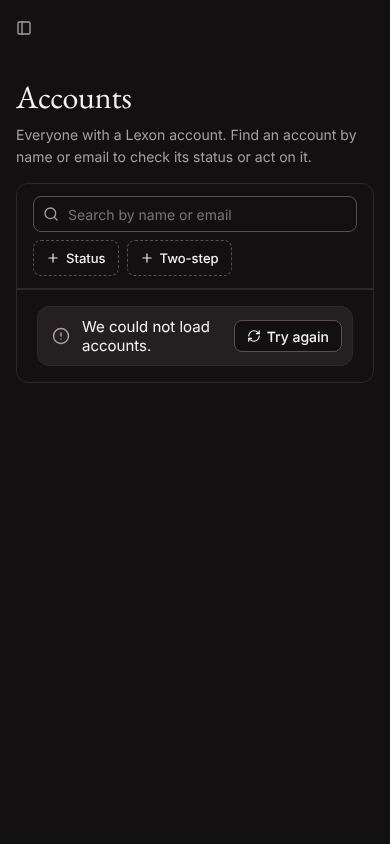 Accounts
Everyone with a Lexon account. Find an account by
name or email to check its status or act on it.
Search by name or email
Status
Two-step
We could not load
accounts.
Try again